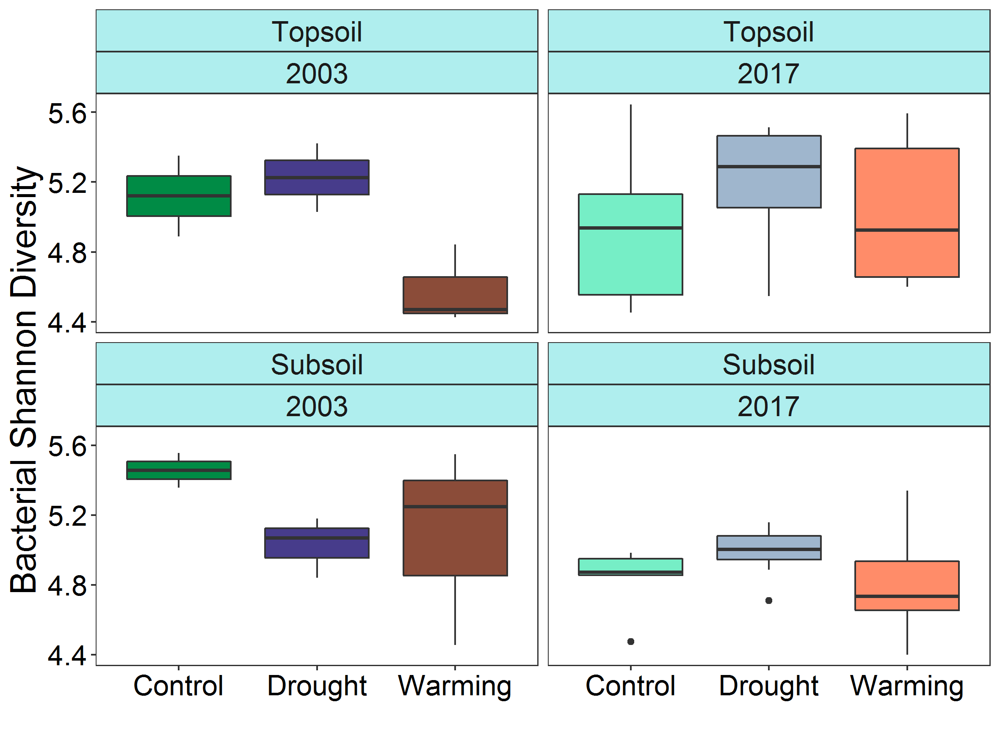 Topsoil
Topsoil
2003
2017
5.6
5.2
4.8
4.4
Bacterial Shannon Diversity
Subsoil
Subsoil
2003
2017
5.6
5.2
4.8
4.4
Control
Drought
Warming
Control
Drought
Warming